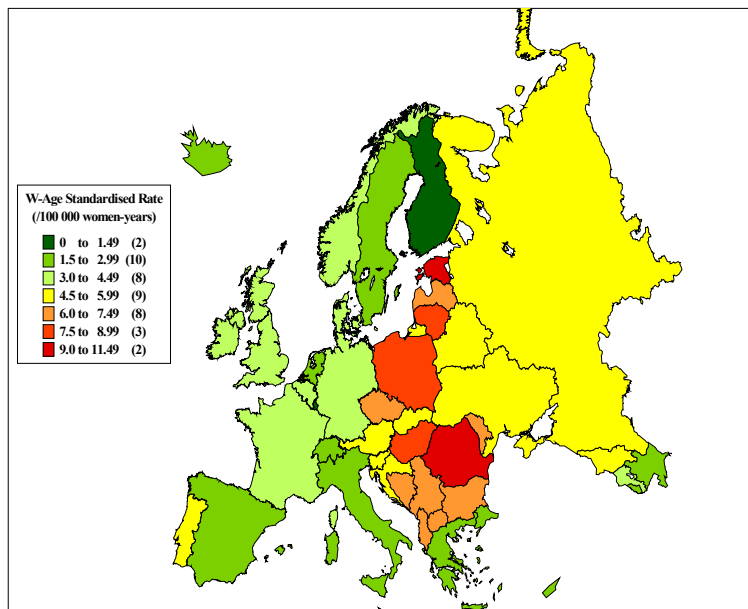 W-Age Standardised Rate
(/100 000 women-years)
0 to 1.49 (2)
1.5 to 2.99 (10)
3.0 to 4.49 (8)
4.5 to 5.99 (9)
6.0 to 7.49 (8)
7.5 to 8.99 (3)
9.0 to 11.49 (2)